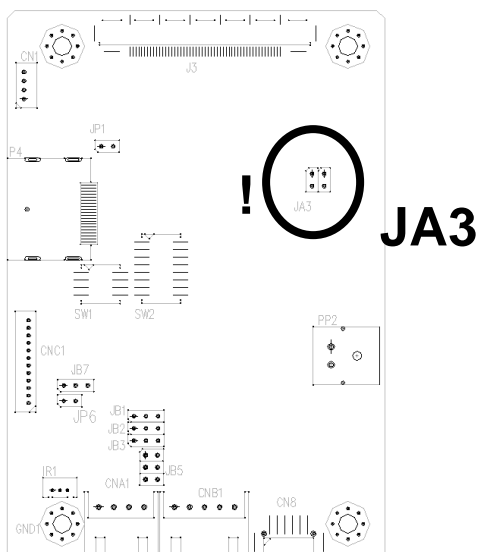 J3
CN1
JP1
P4
!
JA3
JA3
SW1
SW2
PP2
CNC1
JB7
JP6
JB1
JB2
JB3
JB5
IR1
CNA1
CNB1
CN8
GND1